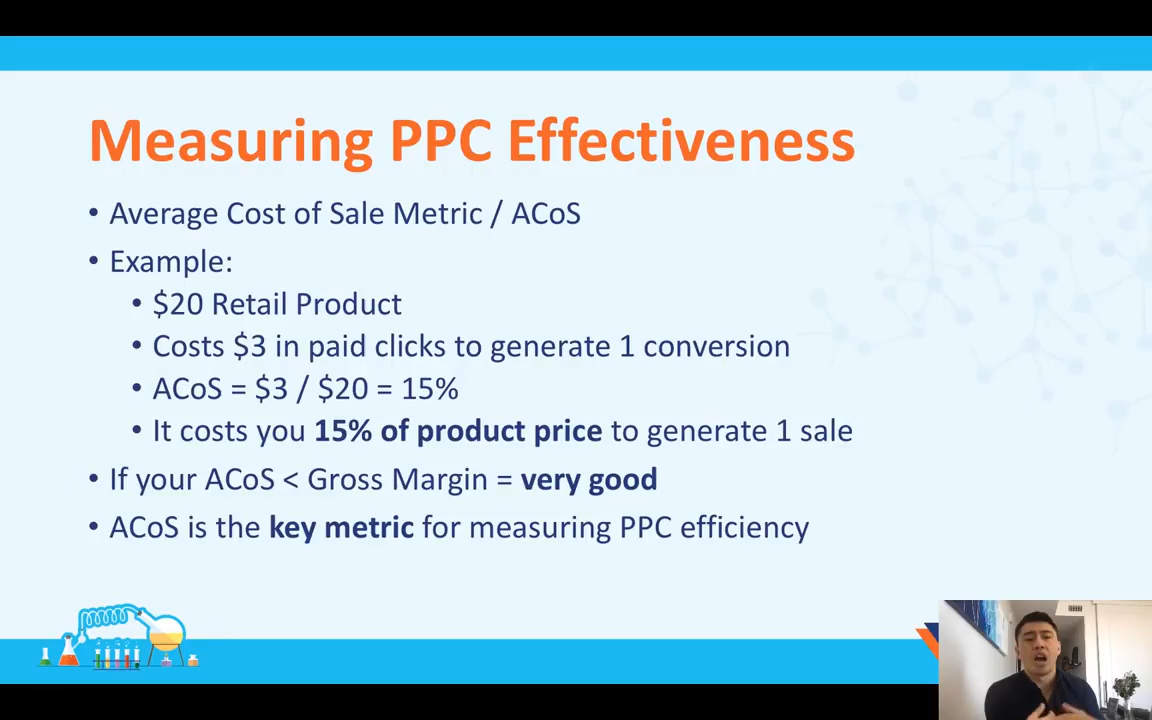 Measuring PPC Effectiveness
• Average Cost of Sale Metric / ACoS
• Example:
• $20 Retail Product
• Costs $3 in paid clicks to generate 1 conversion
• ACoS = $3 / $20 = 15%
• It costs you 15% of product price to generate 1 sale
• If your ACoS < Gross Margin = very good
• ACoS is the key metric for measuring PPC efficiency